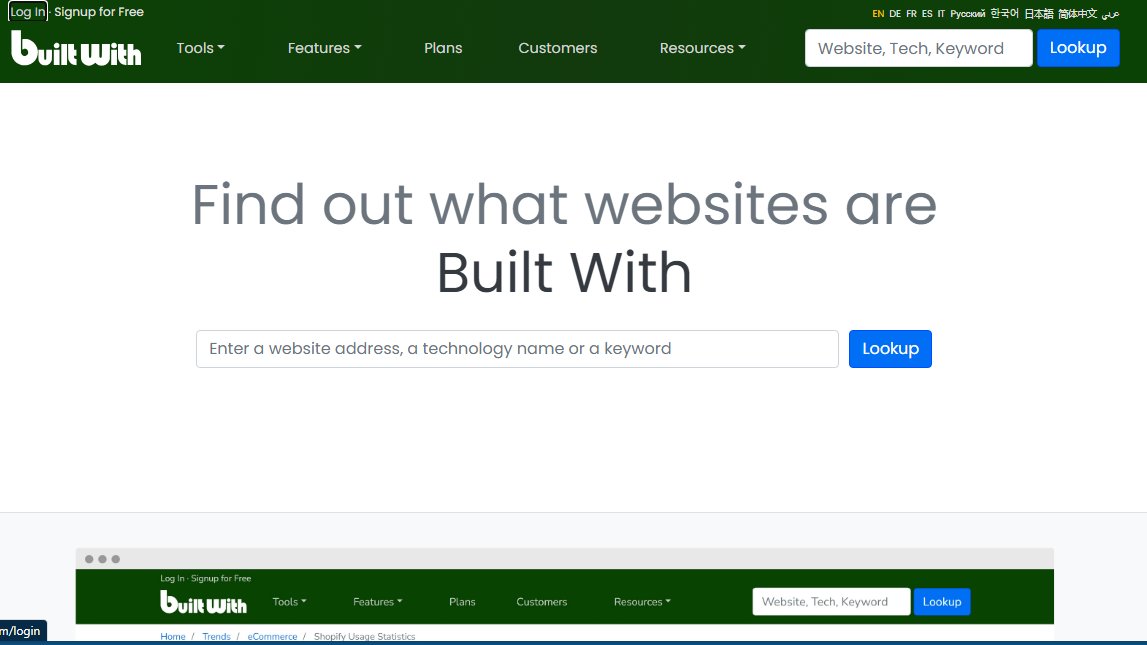 Log In · Signup for Free
EN DE FR ES IT Русский 한국어 日本語 简体中文 عربي
built with
Tools Features Plans Customers Resources Website, Tech, Keyword Lookup
Find out what websites are
Built With
Enter a website address, a technology name or a keyword Lookup
Log In · Signup for Free
built with
Tools Features Plans Customers Resources Website, Tech, Keyword Lookup
Home / Trends / eCommerce / Shopify Usage Statistics
m/login